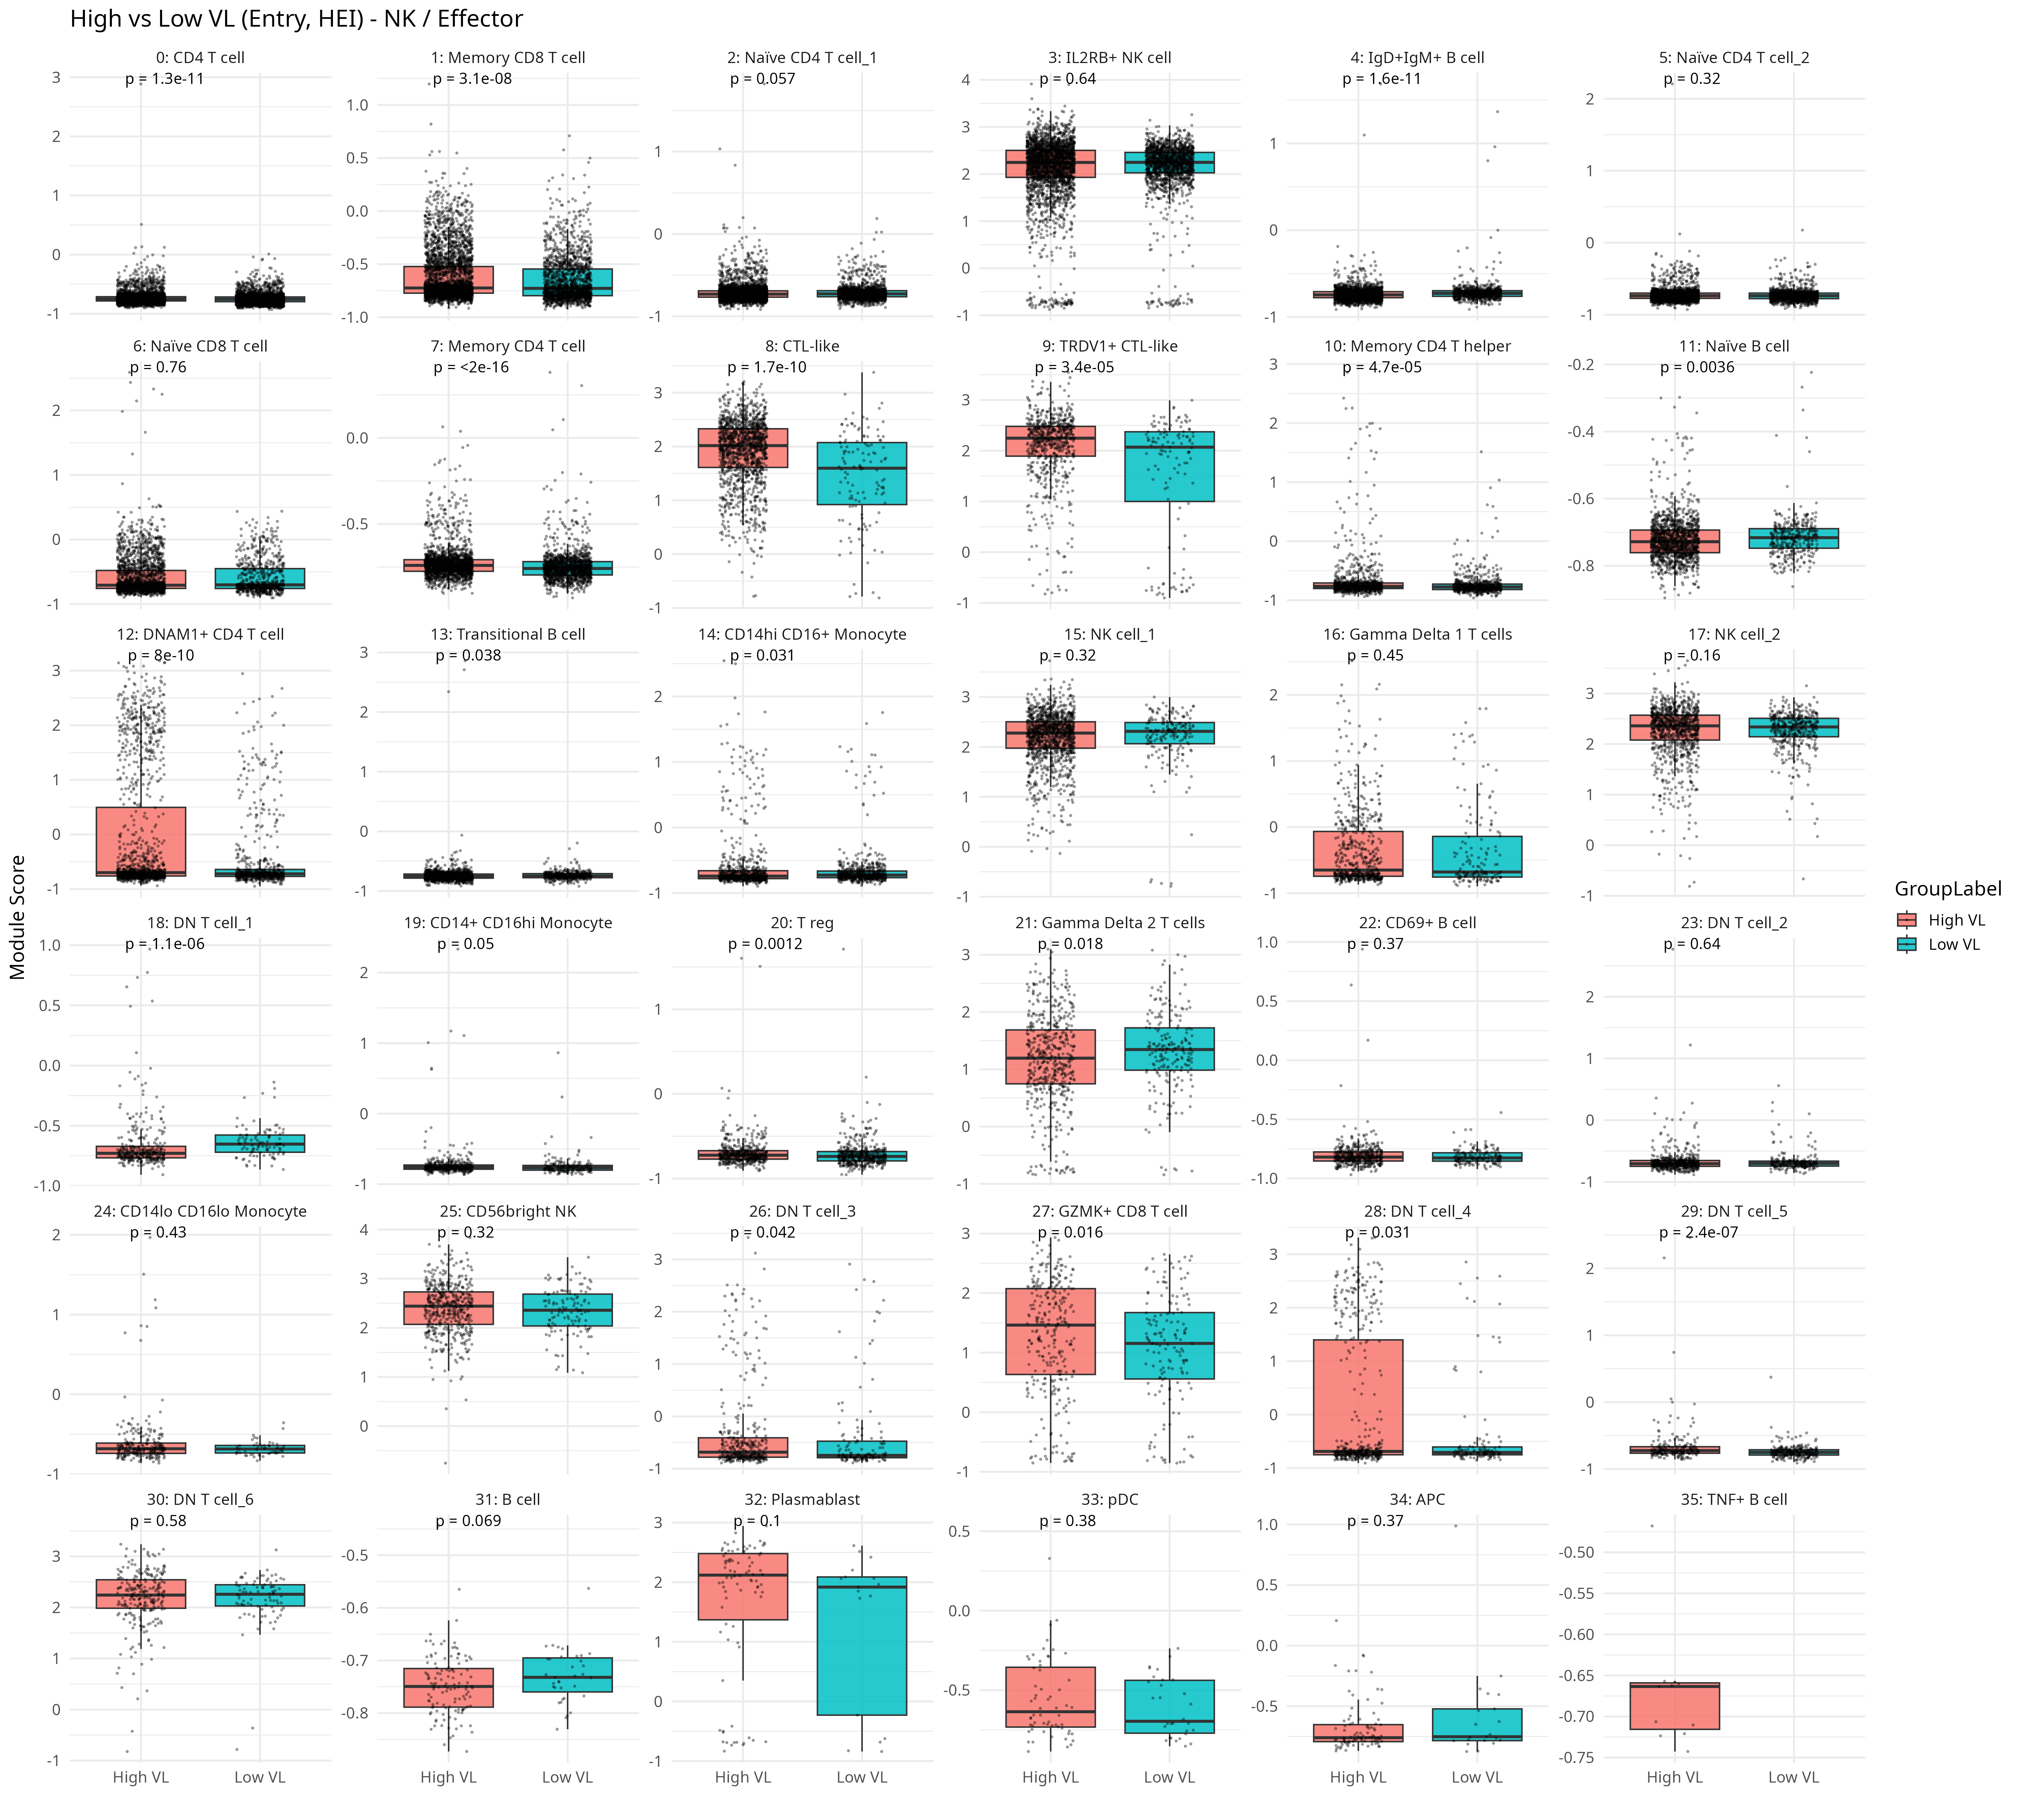 High vs Low VL (Entry, HEI) - NK / Effector
Module Score
0: CD4 T cell
p = 1.3e-11
3
2
1
0
-1
1: Memory CD8 T cell
p = 3.1e-08
1.0
0.5
0.0
-0.5
-1.0
2: Naïve CD4 T cell_1
p = 0.057
1
0
-1
3: IL2RB+ NK cell
p = 0.64
4
3
2
1
0
-1
4: IgD+IgM+ B cell
p = 1.6e-11
1
0
-1
5: Naïve CD4 T cell_2
p = 0.32
2
1
0
-1
6: Naïve CD8 T cell
p = 0.76
2
1
0
-1
7: Memory CD4 T cell
p = <2e-16
0.0
-0.5
8: CTL-like
p = 1.7e-10
3
2
1
0
-1
9: TRDV1+ CTL-like
p = 3.4e-05
3
2
1
0
-1
10: Memory CD4 T helper
p = 4.7e-05
3
2
1
0
-1
11: Naïve B cell
p = 0.0036
-0.2
-0.4
-0.6
-0.8
12: DNAM1+ CD4 T cell
p = 8e-10
3
2
1
0
-1
13: Transitional B cell
p = 0.038
3
2
1
0
-1
14: CD14hi CD16+ Monocyte
p = 0.031
2
1
0
-1
15: NK cell_1
p = 0.32
3
2
1
0
-1
16: Gamma Delta 1 T cells
p = 0.45
2
1
0
-1
17: NK cell_2
p = 0.16
3
2
1
0
-1
18: DN T cell_1
p = 1.1e-06
1.0
0.5
0.0
-0.5
-1.0
19: CD14+ CD16hi Monocyte
p = 0.05
2
1
0
-1
20: T reg
p = 0.0012
1
0
-1
21: Gamma Delta 2 T cells
p = 0.018
3
2
1
0
-1
22: CD69+ B cell
p = 0.37
1.0
0.5
0.0
-0.5
-1.0
23: DN T cell_2
p = 0.64
2
1
0
-1
24: CD14lo CD16lo Monocyte
p = 0.43
2
1
0
-1
25: CD56bright NK
p = 0.32
4
3
2
1
0
26: DN T cell_3
p = 0.042
3
2
1
0
-1
27: GZMK+ CD8 T cell
p = 0.016
3
2
1
0
-1
28: DN T cell_4
p = 0.031
3
2
1
0
-1
29: DN T cell_5
p = 2.4e-07
2
1
0
-1
30: DN T cell_6
p = 0.58
3
2
1
0
-1
31: B cell
p = 0.069
-0.5
-0.6
-0.7
-0.8
32: Plasmablast
p = 0.1
3
2
1
0
-1
33: pDC
p = 0.38
0.5
0.0
-0.5
34: APC
p = 0.37
1.0
0.5
0.0
-0.5
35: TNF+ B cell
-0.50
-0.55
-0.60
-0.65
-0.70
-0.75
High VL Low VL
High VL Low VL
High VL Low VL
High VL Low VL
High VL Low VL
High VL Low VL
GroupLabel
High VL
Low VL